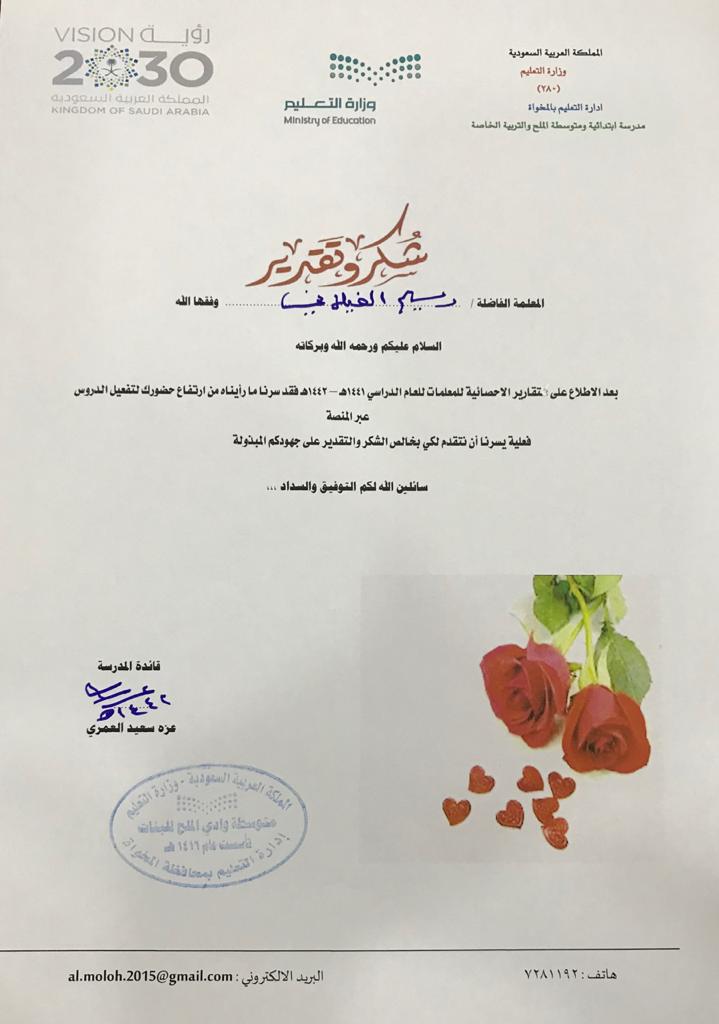 رؤيــة VISION
2030
المملكة العربية السعودية
KINGDOM OF SAUDI ARABIA
وزارة التعـــليم
Ministry of Education
المملكة العربية السعودية
وزارة التعليم
(٢٨٠)
ادارة التعليم بالمخواة
مدرسة ابتدائية ومتوسطة الملح والتربية الخاصة
شكر وتقدير
المعلمة الفاضلة / وفقها الله
السلام عليكم ورحمه الله وبركاته
بعد الاطلاع على تقارير الاحصائية للمعلمات للعام الدراسي ١٤٤١هـ – ١٤٤٢هـ فقد سرنا ما رأيناه من ارتفاع حضورك لتفعيل الدروس
عبر المنصة
فعلية يسرنا أن نتقدم لكي بخالص الشكر والتقدير على جهودكم المبذولة
سائلين الله لكم التوفيق والسداد ...
قائدة المدرسة
١٤٤٢هـ
عزه سعيد العمري
المملكة العربية السعودية - وزارة التعليم
متوسطة وادي الملح للبنات
تأسست عام ١٤١٦ هـ
إدارة التعليم بمحافظة المخواة
هاتف : ٧٢٨١١٩٢
البريد الالكتروني : al.moloh.2015@gmail.com